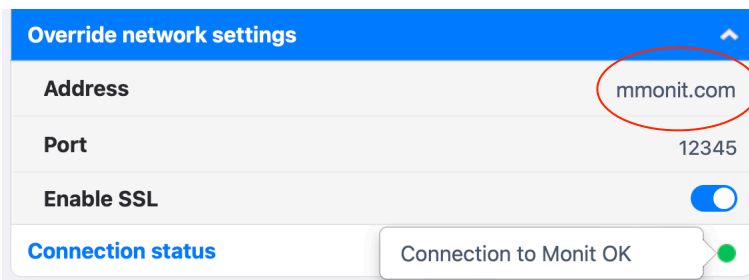 Override network settings
Address mmonit.com
Port 12345
Enable SSL
Connection status Connection to Monit OK